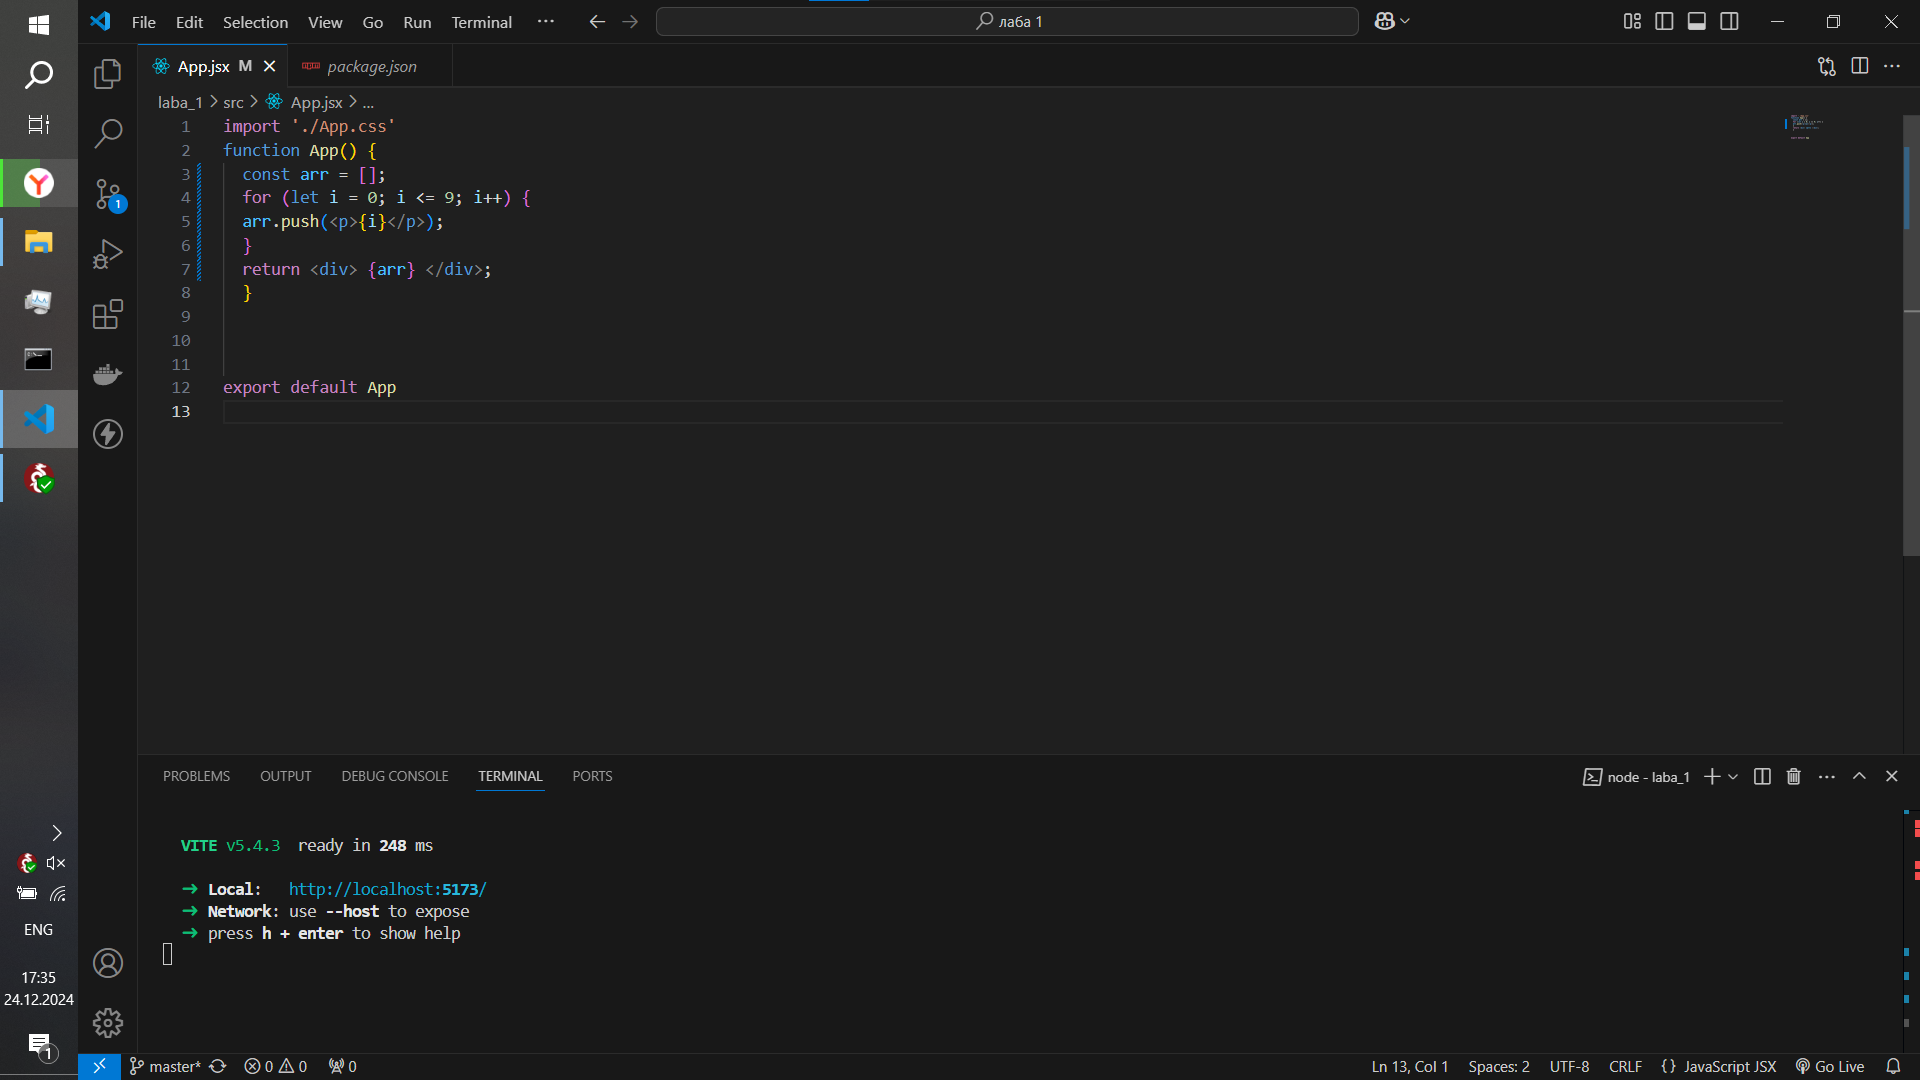 File Edit Selection View Go Run Terminal ··· лаба 1
App.jsx M package.json
laba_1 > src > App.jsx > ...
1 import './App.css'
2 function App() {
3 const arr = [];
4 for (let i = 0; i <= 9; i++) {
5 arr.push(<p>{i}</p>);
6 }
7 return <div> {arr} </div>;
8 }
9
10
11
12 export default App
13
1
PROBLEMS OUTPUT DEBUG CONSOLE TERMINAL PORTS node - laba_1
VITE v5.4.3 ready in 248 ms
➜ Local: http://localhost:5173/
➜ Network: use --host to expose
➜ press h + enter to show help
ENG
17:35
24.12.2024
1
master* 0 0 0 Ln 13, Col 1 Spaces: 2 UTF-8 CRLF {} JavaScript JSX Go Live